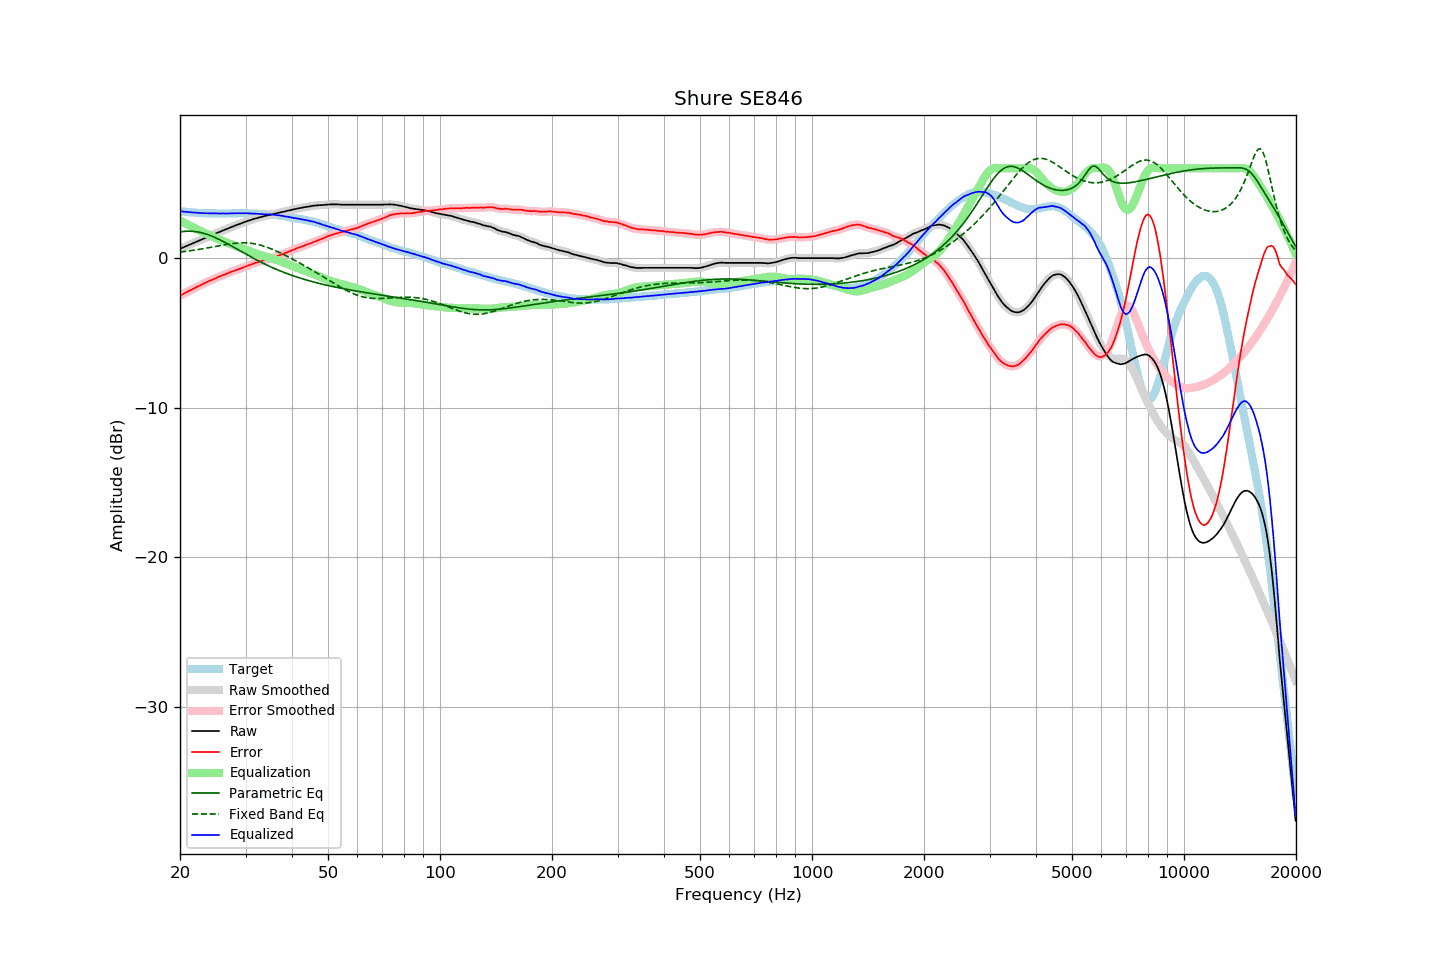 Shure SE846
Amplitude (dBr)
0
−10
−20
−30
Target
Raw Smoothed
Error Smoothed
Raw
Error
Equalization
Parametric Eq
Fixed Band Eq
Equalized
20 50 100 200 500 1000 2000 5000 10000 20000
Frequency (Hz)